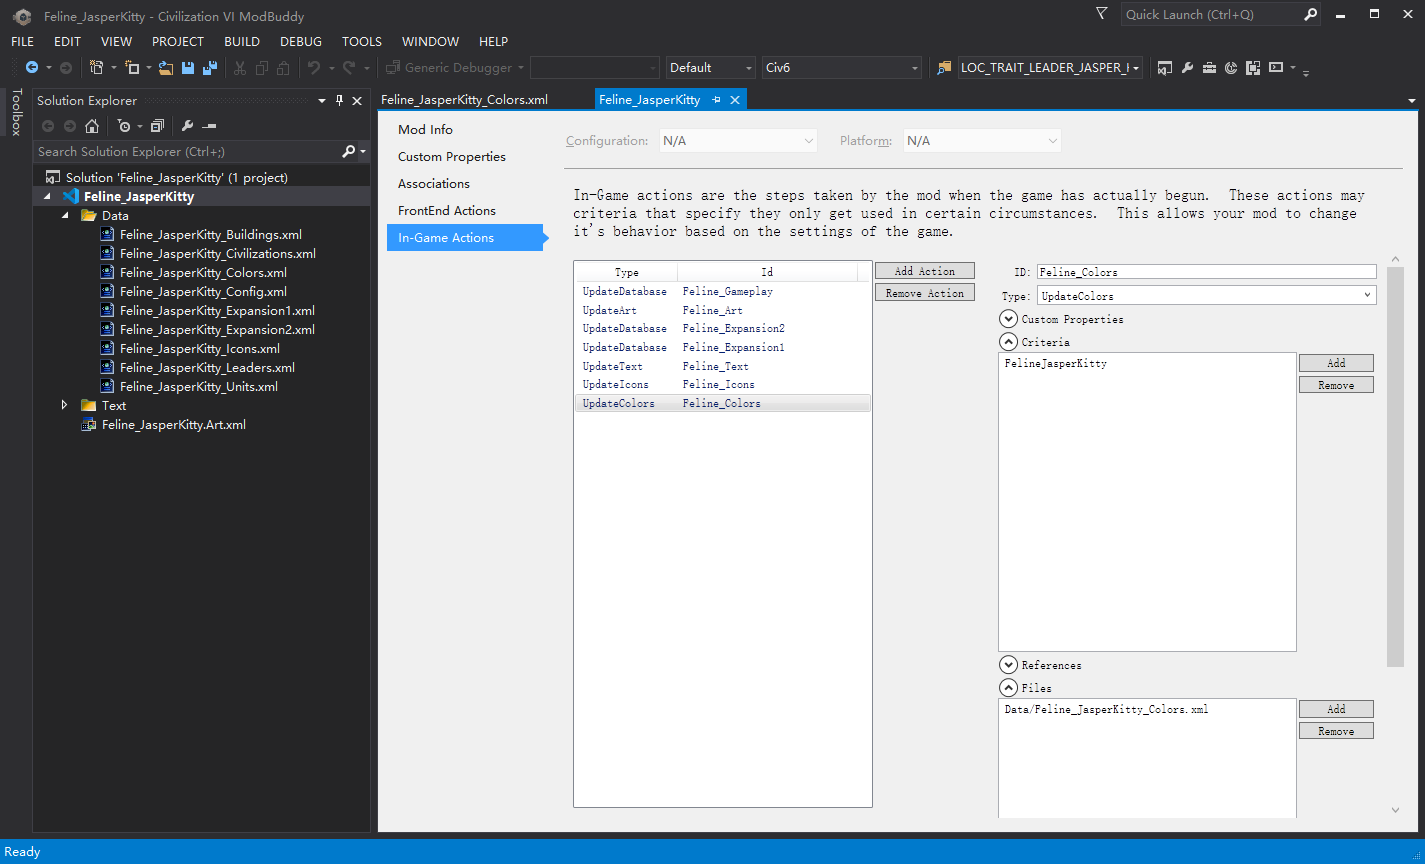 Feline_JasperKitty - Civilization VI ModBuddy
Quick Launch (Ctrl+Q)
FILE EDIT VIEW PROJECT BUILD DEBUG TOOLS WINDOW HELP
Generic Debugger
Default
Civ6
LOC_TRAIT_LEADER_JASPER_
Toolbox
Solution Explorer
Search Solution Explorer (Ctrl+;)
Solution 'Feline_JasperKitty' (1 project)
Feline_JasperKitty
Data
Feline_JasperKitty_Buildings.xml
Feline_JasperKitty_Civilizations.xml
Feline_JasperKitty_Colors.xml
Feline_JasperKitty_Config.xml
Feline_JasperKitty_Expansion1.xml
Feline_JasperKitty_Expansion2.xml
Feline_JasperKitty_Icons.xml
Feline_JasperKitty_Leaders.xml
Feline_JasperKitty_Units.xml
Text
Feline_JasperKitty.Art.xml
Feline_JasperKitty_Colors.xml
Feline_JasperKitty
Mod Info
Custom Properties
Associations
FrontEnd Actions
In-Game Actions
Configuration: N/A
Platform: N/A
In-Game actions are the steps taken by the mod when the game has actually begun.  These actions may
criteria that specify they only get used in certain circumstances.  This allows your mod to change
it's behavior based on the settings of the game.
Type Id
UpdateDatabase Feline_Gameplay
UpdateArt Feline_Art
UpdateDatabase Feline_Expansion2
UpdateDatabase Feline_Expansion1
UpdateText Feline_Text
UpdateIcons Feline_Icons
UpdateColors Feline_Colors
Add Action
Remove Action
ID: Feline_Colors
Type: UpdateColors
Custom Properties
Criteria
FelineJasperKitty
Add
Remove
References
Files
Data/Feline_JasperKitty_Colors.xml
Add
Remove
Ready